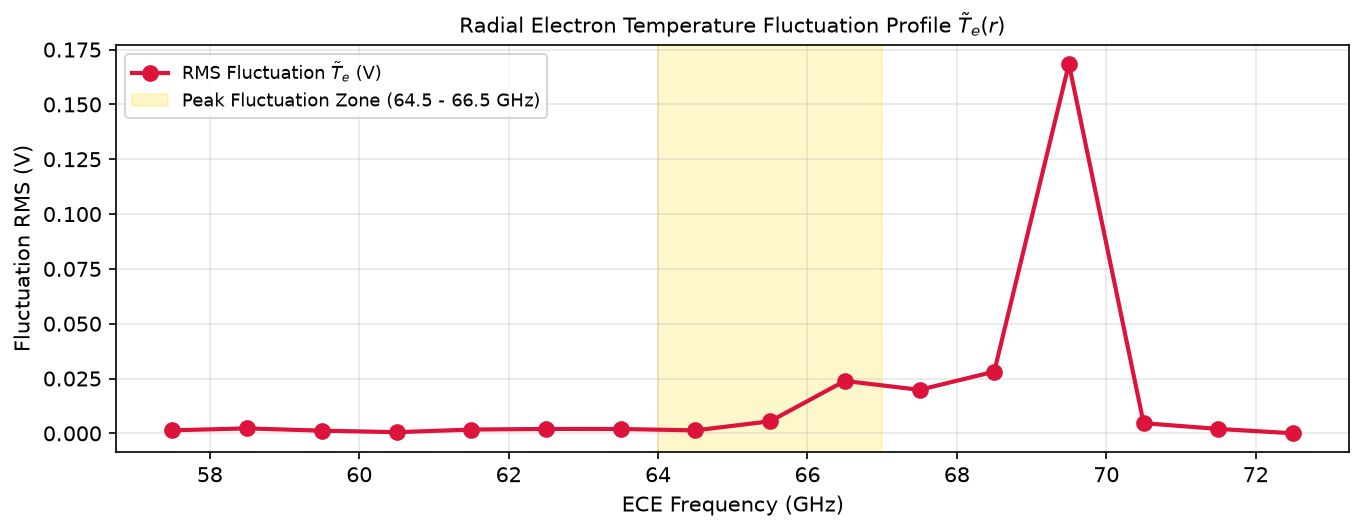 Radial Electron Temperature Fluctuation Profile T̃ₑ(r)
RMS Fluctuation T̃ₑ (V)
Peak Fluctuation Zone (64.5 - 66.5 GHz)
Fluctuation RMS (V)
0.175
0.150
0.125
0.100
0.075
0.050
0.025
0.000
58 60 62 64 66 68 70 72
ECE Frequency (GHz)